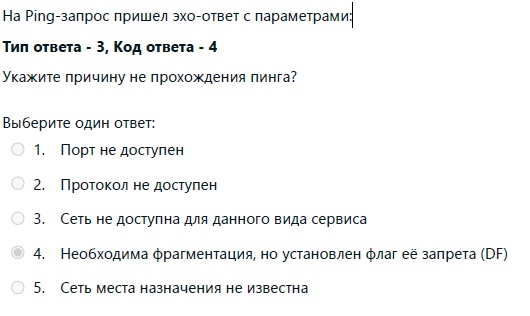 На Ping-запрос пришел эхо-ответ с параметрами:
Тип ответа - 3, Код ответа - 4
Укажите причину не прохождения пинга?
Выберите один ответ:
1. Порт не доступен
2. Протокол не доступен
3. Сеть не доступна для данного вида сервиса
4. Необходима фрагментация, но установлен флаг её запрета (DF)
5. Сеть места назначения не известна